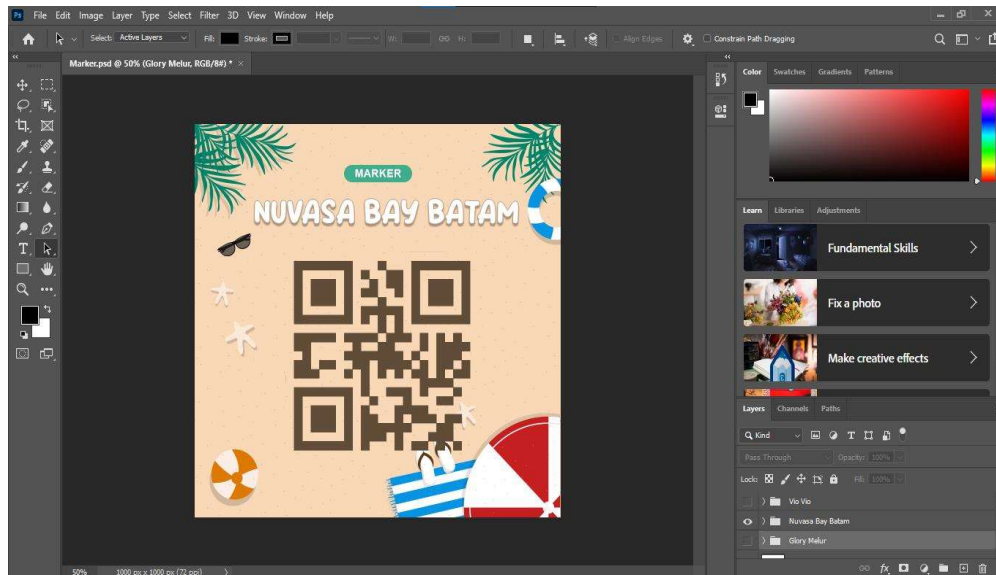 Ps File Edit Image Layer Type Select Filter 3D View Window Help
Select: Active Layers Fill: Stroke: W: H: Align Edges Constrain Path Dragging
Marker.psd @ 50% (Glory Melur, RGB/8#) *
MARKER
NUVASA BAY BATAM
50% 1000 px x 1000 px (72 ppi)
Color Swatches Gradients Patterns
Learn Libraries Adjustments
Fundamental Skills
Fix a photo
Make creative effects
Layers Channels Paths
Kind
Pass Through Opacity: 100%
Lock: Fill: 100%
Vio Vio
Nuvasa Bay Batam
Glory Melur
fx